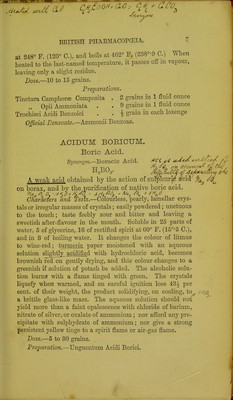 BRITISH PHARMACOPŒIA. 7
at 248° F. (120° C.), and boils at 462° F. (238°·9 C.) When
heated to the last-named temperature, it passes off in vapour,
leaving only a slight residue.
Dose.—10 to 15 grains.
Preparations.
Tinctura Camphoræ Composita . 2 grains in 1 fluid ounce
„ Opii Ammoniata . 9 grains in 1 fluid ounce
Trochisci Acidi Benzoici . ½ grain in each lozenge
Official Benzoate.—Ammonii Benzoas.
ACIDUM BORICUM.
Boric Acid.
Synonym.—Boracic Acid.
H₃BO₃.
A weak acid obtained by the action of sulphuric acid
on borax, and by the purification of native boric acid.
Characters and Tests.—Colourless, pearly, lamellar crys-
tals or irregular masses of crystals; easily powdered; unctuous
to the touch; taste feebly sour and bitter and leaving a
sweetish after-flavour in the mouth. Soluble in 25 parts of
water, 5 of glycerine, 16 of rectified spirit at 60° F. (15°·5 C.),
and in 3 of boiling water. It changes the colour of litmus
to wine-red; turmeric paper moistened with an aqueous
solution slightly acidified with hydrochloric acid, becomes
brownish red on gently drying, and this colour changes to a
greenish if solution of potash be added. The alcoholic solu-
tion burns with a flame tinged with green. The crystals
liquefy when warmed, and on careful ignition lose 43½ per
cent. of their weight, the product solidifying, on cooling, to
a brittle glass-like mass. The aqueous solution should not
yield more than a faint opalescence with chloride of barium,
nitrate of silver, or oxalate of ammonium; nor afford any pre-
cipitate with sulphydrate of ammonium; nor give a strong
persistent yellow tinge to a spirit flame or air-gas flame.
Dose.—5 to 30 grains.
Preparation.—Unguentum Acidi Borici.